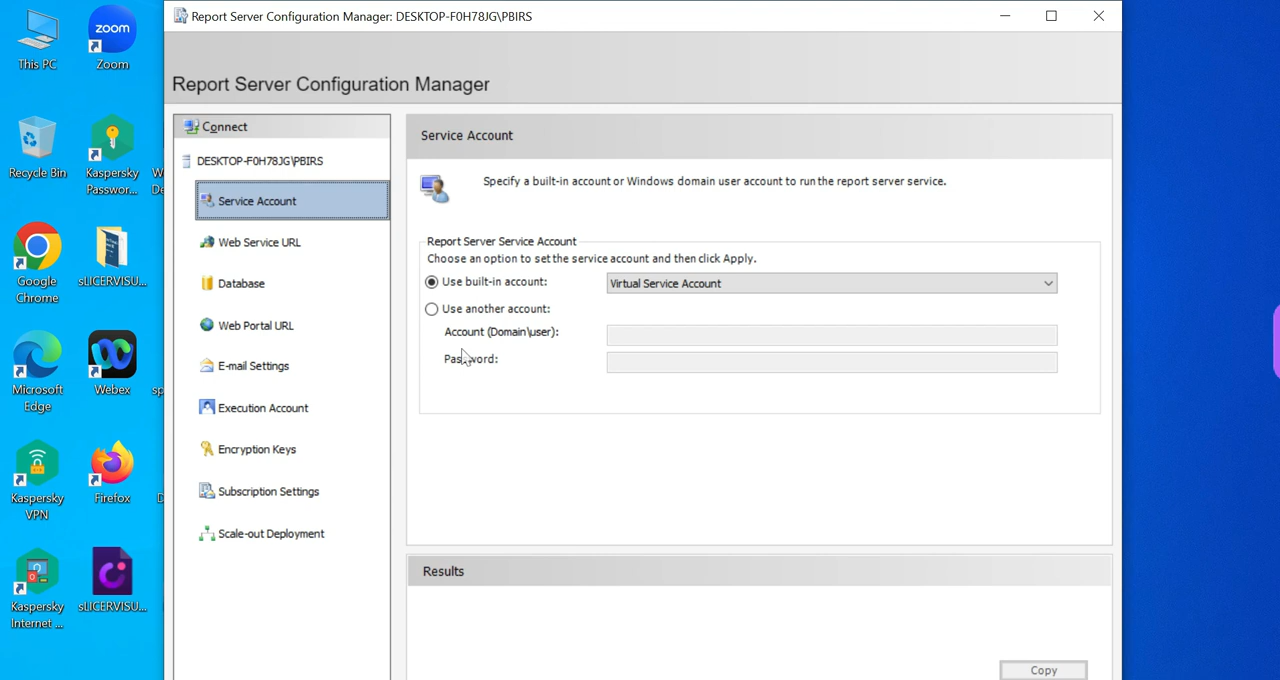 Report Server Configuration Manager: DESKTOP-F0H78JG\PBIRS
This PC
zoom
Zoom
Recycle Bin
Kaspersky
Passwor...
Google
Chrome
sLICERVISU...
Microsoft
Edge
Webex
Kaspersky
VPN
Firefox
Kaspersky
Internet ...
sLICERVISU...
Report Server Configuration Manager
Connect
DESKTOP-F0H78JG\PBIRS
Service Account
Web Service URL
Database
Web Portal URL
E-mail Settings
Execution Account
Encryption Keys
Subscription Settings
Scale-out Deployment
Service Account
Specify a built-in account or Windows domain user account to run the report server service.
Report Server Service Account
Choose an option to set the service account and then click Apply.
Use built-in account:
Virtual Service Account
Use another account:
Account (Domain\user):
Password:
Results
Copy